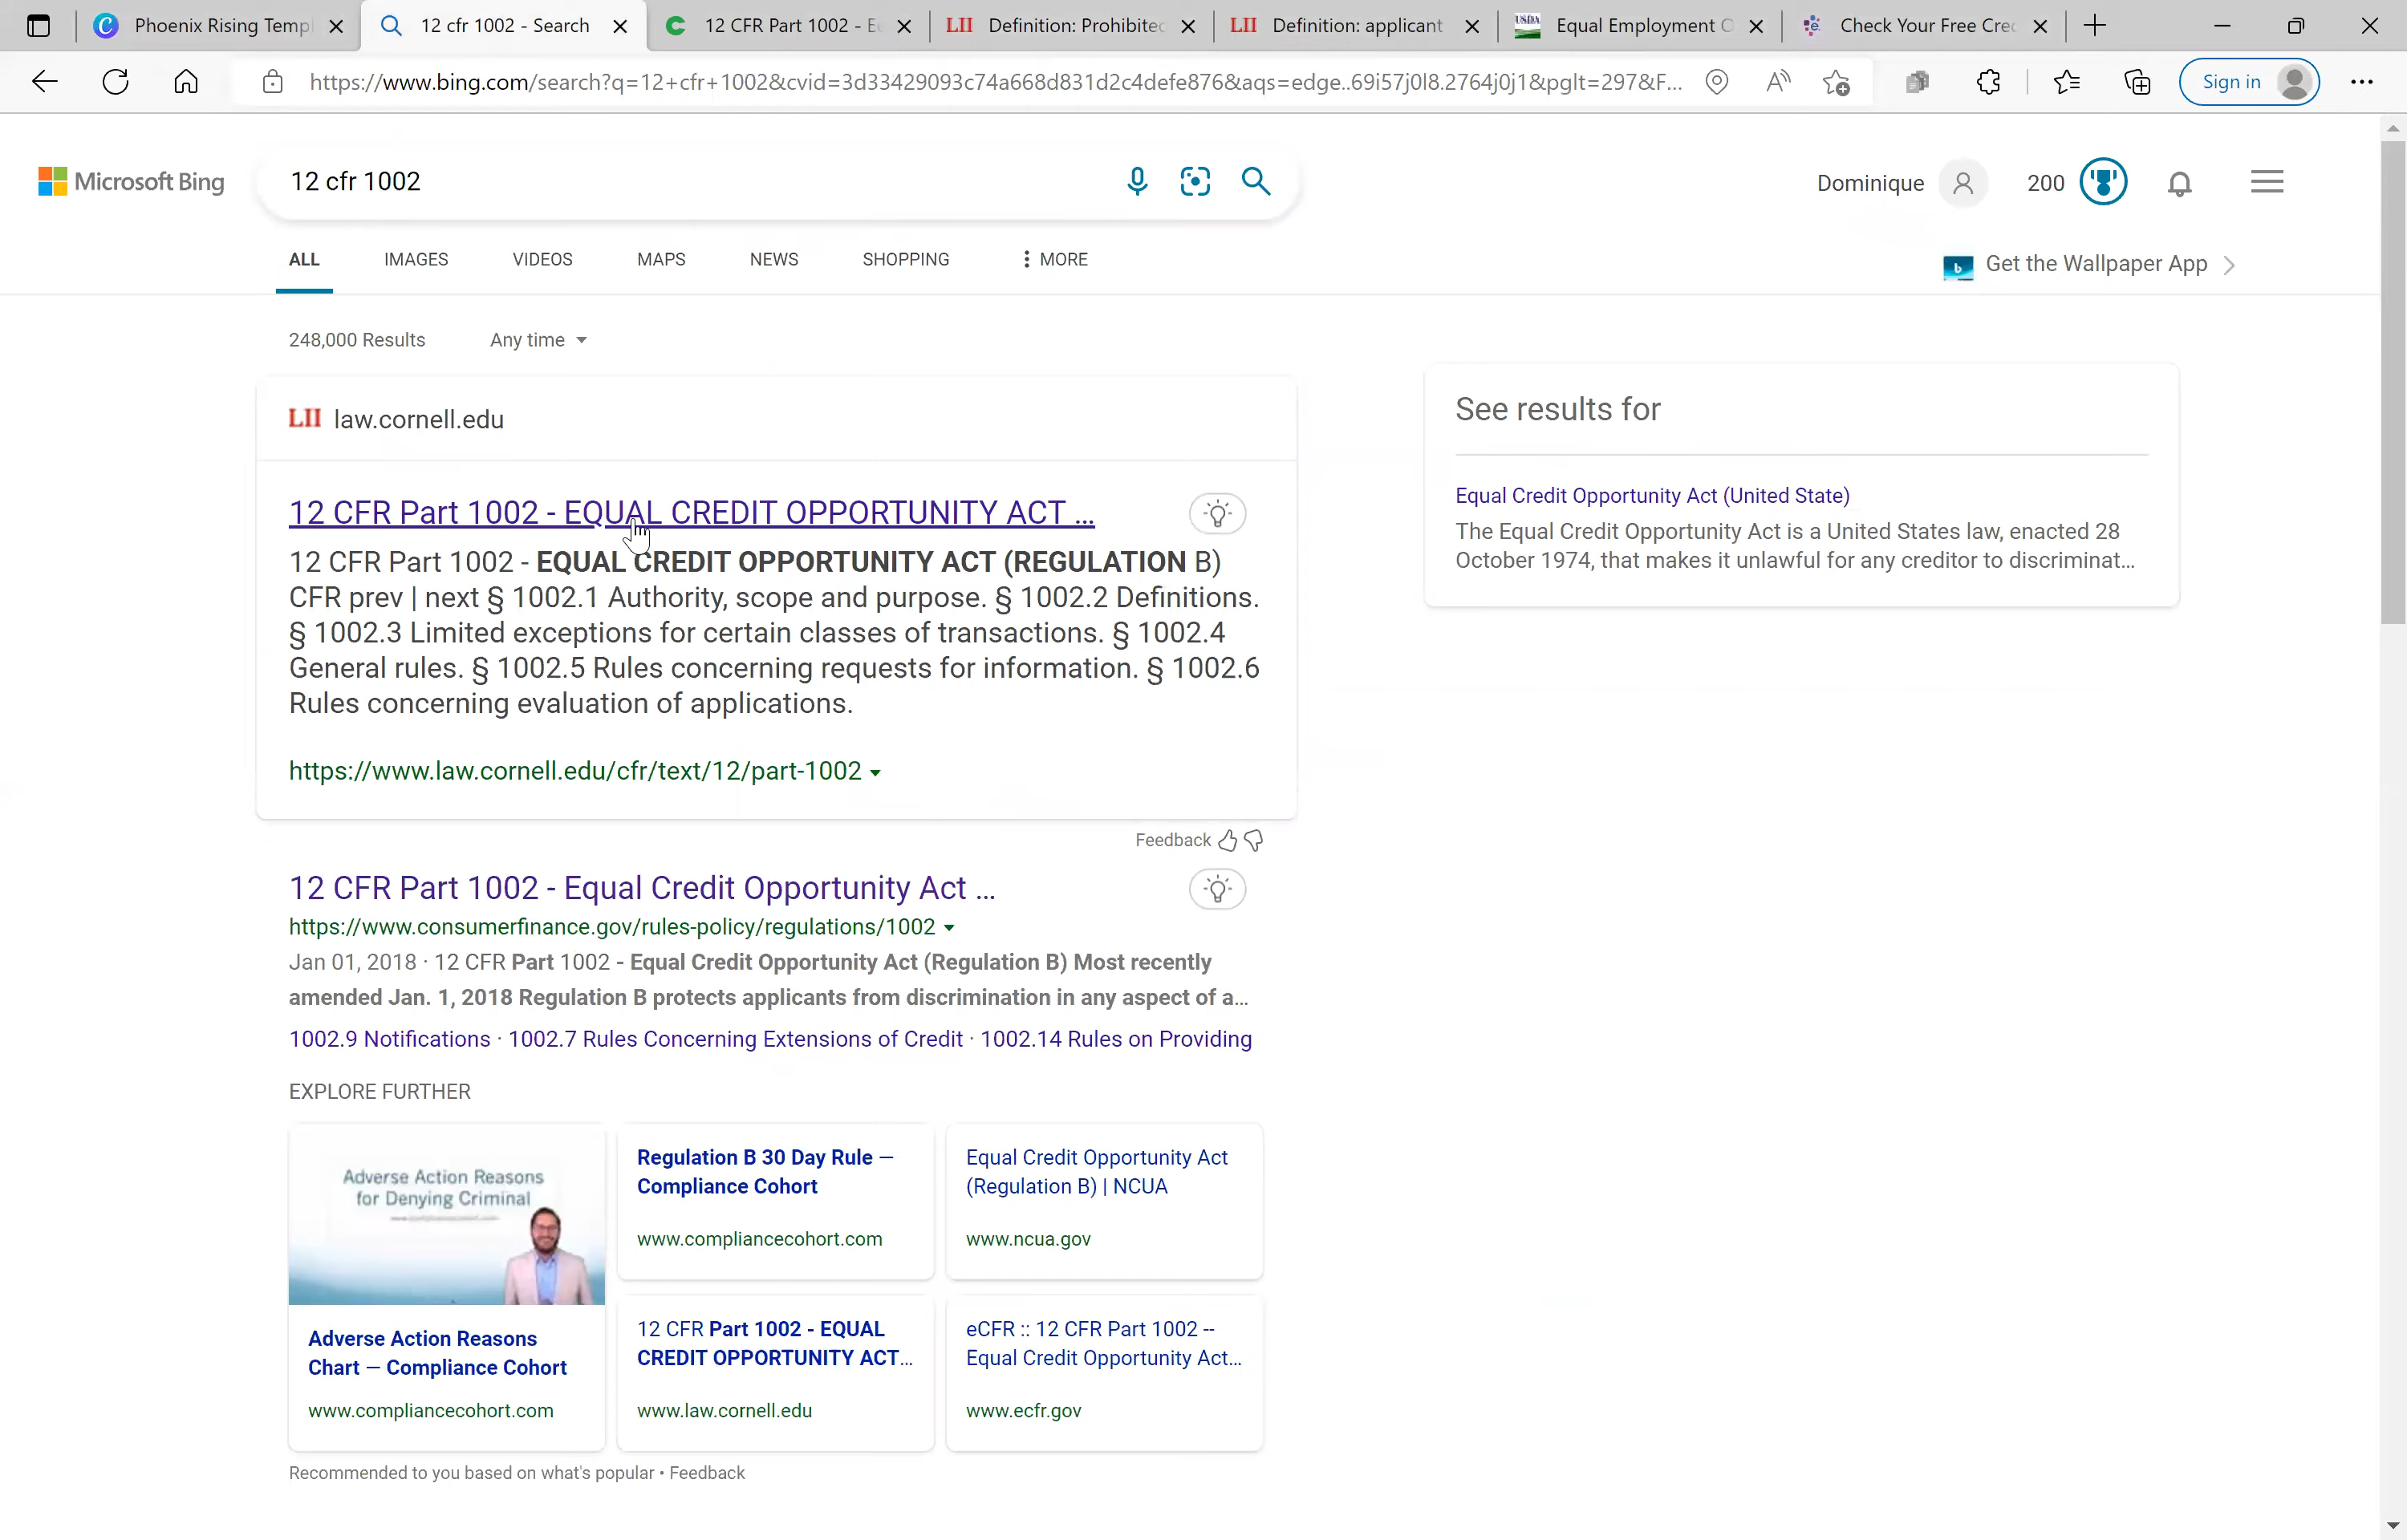 Phoenix Rising Templ
12 cfr 1002 - Search
12 CFR Part 1002 - E
Definition: Prohibited
Definition: applicant
Equal Employment O
Check Your Free Cre
https://www.bing.com/search?q=12+cfr+1002&cvid=3d33429093c74a668d831d2c4defe876&aqs=edge..69i57j0l8.2764j0j1&pglt=297&F...
Sign in
Microsoft Bing
12 cfr 1002
Dominique
200
ALL IMAGES VIDEOS MAPS NEWS SHOPPING MORE
Get the Wallpaper App
248,000 Results Any time
LII law.cornell.edu
12 CFR Part 1002 - EQUAL CREDIT OPPORTUNITY ACT ...
12 CFR Part 1002 - EQUAL CREDIT OPPORTUNITY ACT (REGULATION B)
CFR prev | next § 1002.1 Authority, scope and purpose. § 1002.2 Definitions.
§ 1002.3 Limited exceptions for certain classes of transactions. § 1002.4
General rules. § 1002.5 Rules concerning requests for information. § 1002.6
Rules concerning evaluation of applications.
https://www.law.cornell.edu/cfr/text/12/part-1002
Feedback
See results for
Equal Credit Opportunity Act (United State)
The Equal Credit Opportunity Act is a United States law, enacted 28
October 1974, that makes it unlawful for any creditor to discriminat...
12 CFR Part 1002 - Equal Credit Opportunity Act ...
https://www.consumerfinance.gov/rules-policy/regulations/1002
Jan 01, 2018 · 12 CFR Part 1002 - Equal Credit Opportunity Act (Regulation B) Most recently
amended Jan. 1, 2018 Regulation B protects applicants from discrimination in any aspect of a...
1002.9 Notifications · 1002.7 Rules Concerning Extensions of Credit · 1002.14 Rules on Providing
EXPLORE FURTHER
Adverse Action Reasons
for Denying Criminal
Adverse Action Reasons
Chart – Compliance Cohort
www.compliancecohort.com
Regulation B 30 Day Rule –
Compliance Cohort
www.compliancecohort.com
Equal Credit Opportunity Act
(Regulation B) | NCUA
www.ncua.gov
12 CFR Part 1002 - EQUAL
CREDIT OPPORTUNITY ACT...
www.law.cornell.edu
eCFR :: 12 CFR Part 1002 --
Equal Credit Opportunity Act...
www.ecfr.gov
Recommended to you based on what's popular • Feedback